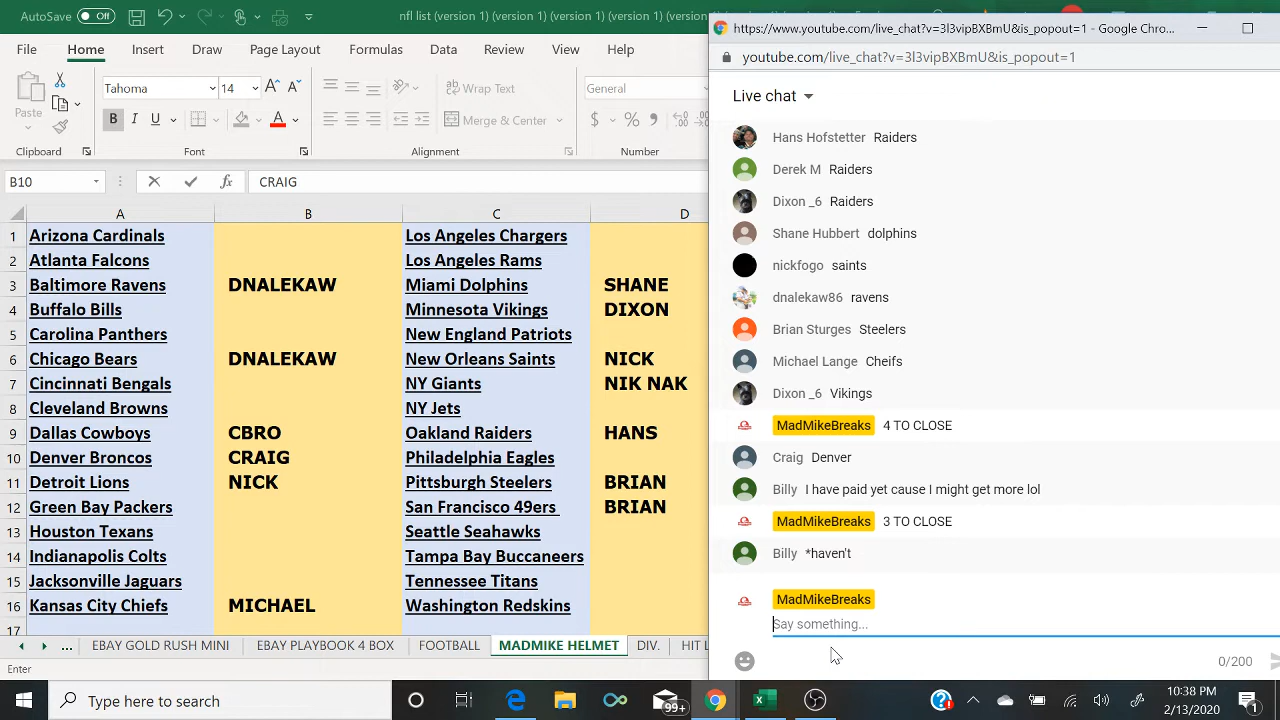 AutoSave Off nfl list (version 1) (version 1) (version 1) (version 1) (version 1)
File Home Insert Draw Page Layout Formulas Data Review View Help
Paste Tahoma 14 B I U A Wrap Text Merge & Center General $ % ,
Clipboard Font Alignment Number
B10 fx CRAIG
A B C D
1 Arizona Cardinals Los Angeles Chargers
2 Atlanta Falcons Los Angeles Rams
3 Baltimore Ravens DNALEKAW Miami Dolphins SHANE
4 Buffalo Bills Minnesota Vikings DIXON
5 Carolina Panthers New England Patriots
6 Chicago Bears DNALEKAW New Orleans Saints NICK
7 Cincinnati Bengals NY Giants NIK NAK
8 Cleveland Browns NY Jets
9 Dallas Cowboys CBRO Oakland Raiders HANS
10 Denver Broncos CRAIG Philadelphia Eagles
11 Detroit Lions NICK Pittsburgh Steelers BRIAN
12 Green Bay Packers San Francisco 49ers BRIAN
13 Houston Texans Seattle Seahawks
14 Indianapolis Colts Tampa Bay Buccaneers
15 Jacksonville Jaguars Tennessee Titans
16 Kansas City Chiefs MICHAEL Washington Redskins
17
... EBAY GOLD RUSH MINI EBAY PLAYBOOK 4 BOX FOOTBALL MADMIKE HELMET DIV. HIT
Enter
https://www.youtube.com/live_chat?v=3l3vipBXBmU&is_popout=1 - Google Chro...
youtube.com/live_chat?v=3l3vipBXBmU&is_popout=1
Live chat
Hans Hofstetter Raiders
Derek M Raiders
Dixon _6 Raiders
Shane Hubbert dolphins
nickfogo saints
dnalekaw86 ravens
Brian Sturges Steelers
Michael Lange Cheifs
Dixon _6 Vikings
MadMikeBreaks 4 TO CLOSE
Craig Denver
Billy I have paid yet cause I might get more lol
MadMikeBreaks 3 TO CLOSE
Billy *haven't
MadMikeBreaks
Say something...
0/200
Type here to search
99+
10:38 PM
2/13/2020
1